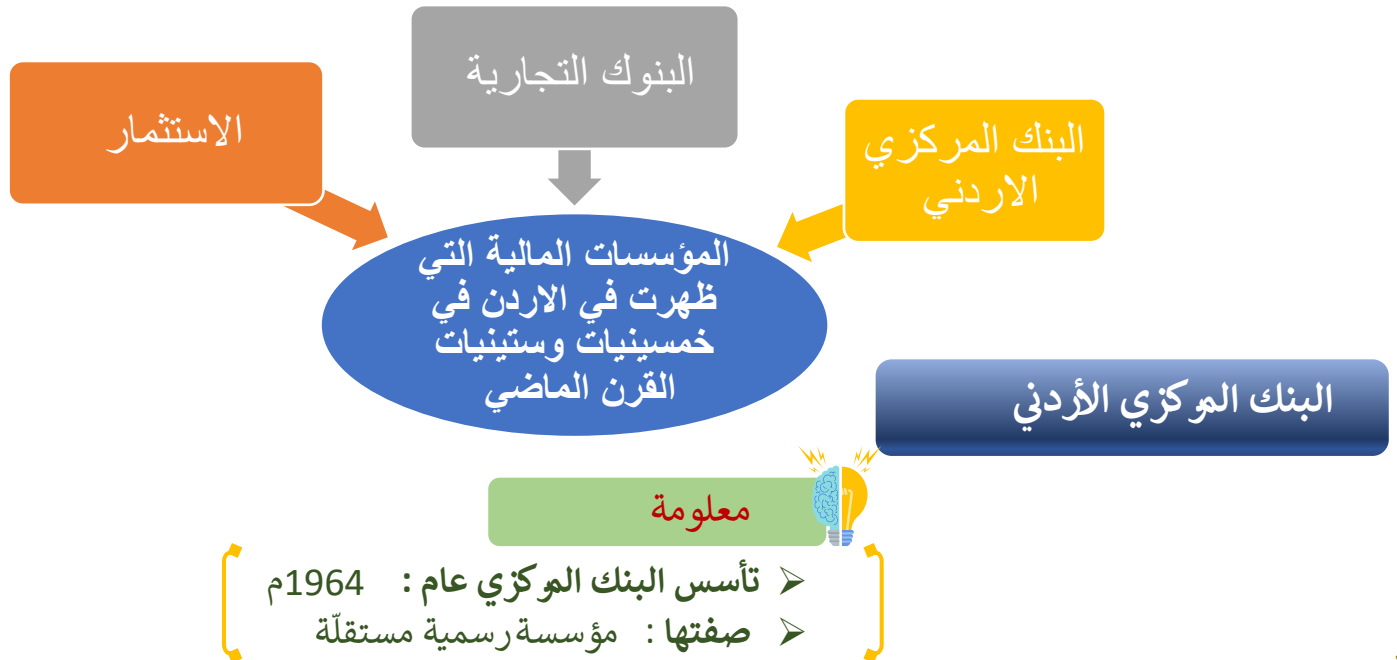 البنوك التجارية
الاستثمار
البنك المركزي
الاردني
المؤسسات المالية التي
ظهرت في الاردن في
خمسينيات وستينيات
القرن الماضي
البنك المركزي الأردني
معلومة
➢ تأسس البنك المركزي عام : 1964م
➢ صفتها : مؤسسة رسمية مستقلّة